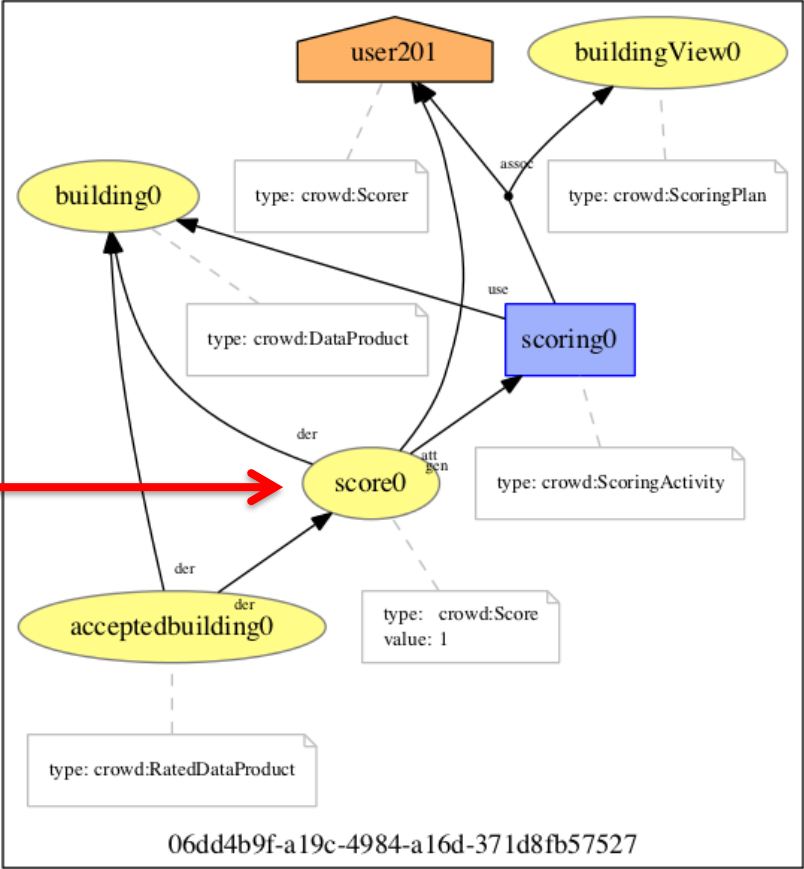 user201
buildingView0
assoc
building0
type: crowd:Scorer
type: crowd:ScoringPlan
use
type: crowd:DataProduct
scoring0
der
att
gen
score0
type: crowd:ScoringActivity
der
der
acceptedbuilding0
type: crowd:Score
value: 1
type: crowd:RatedDataProduct
06dd4b9f-a19c-4984-a16d-371d8fb57527